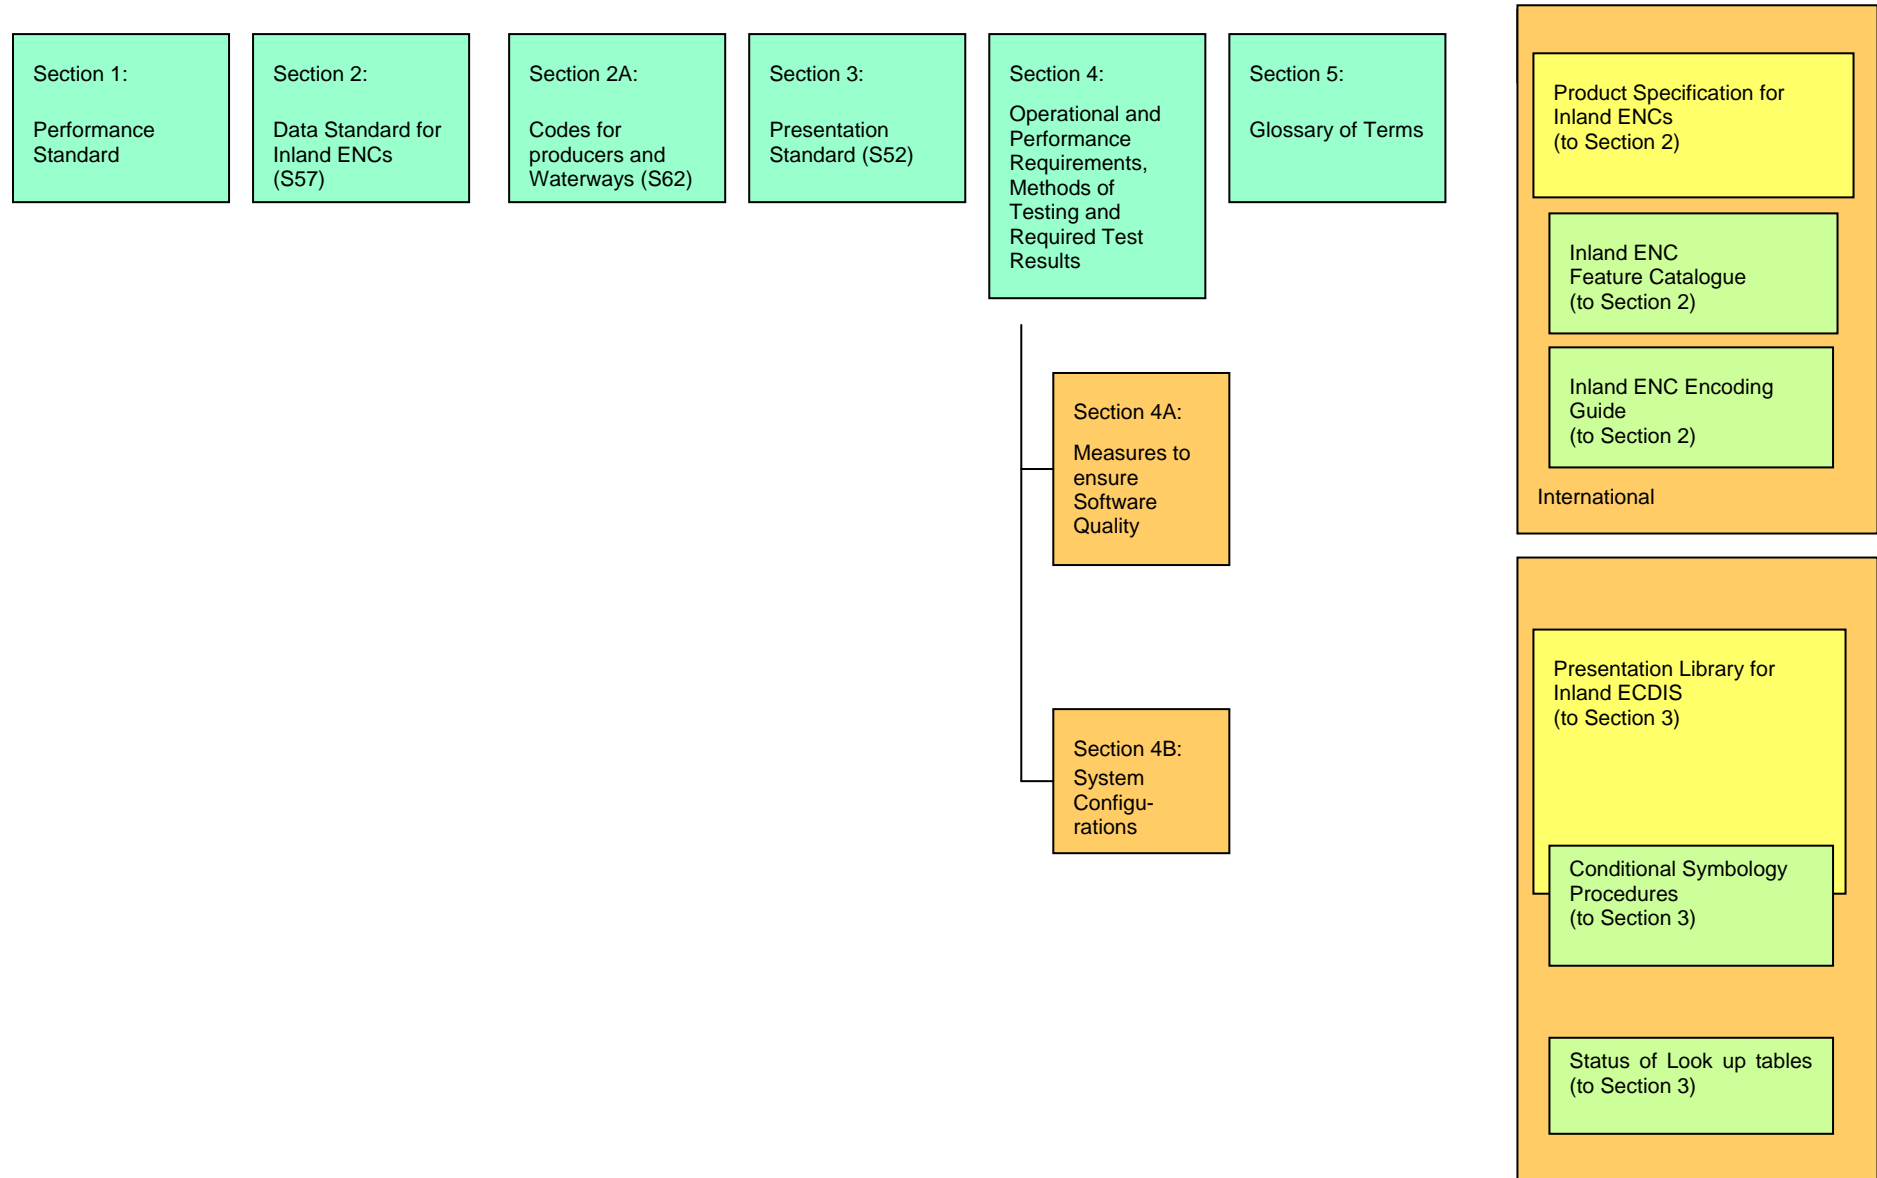 Section 1:
Performance
Standard
Section 2:
Data Standard for
Inland ENCs
(S57)
Section 2A:
Codes for
producers and
Waterways (S62)
Section 3:
Presentation
Standard (S52)
Section 4:
Operational and
Performance
Requirements,
Methods of
Testing and
Required Test
Results
Section 5:
Glossary of Terms
Section 4A:
Measures to
ensure
Software
Quality
Section 4B:
System
Configu-
rations
Product Specification for
Inland ENCs
(to Section 2)
Inland ENC
Feature Catalogue
(to Section 2)
Inland ENC Encoding
Guide
(to Section 2)
International
Presentation Library for
Inland ECDIS
(to Section 3)
Conditional Symbology
Procedures
(to Section 3)
Status of Look up tables
(to Section 3)